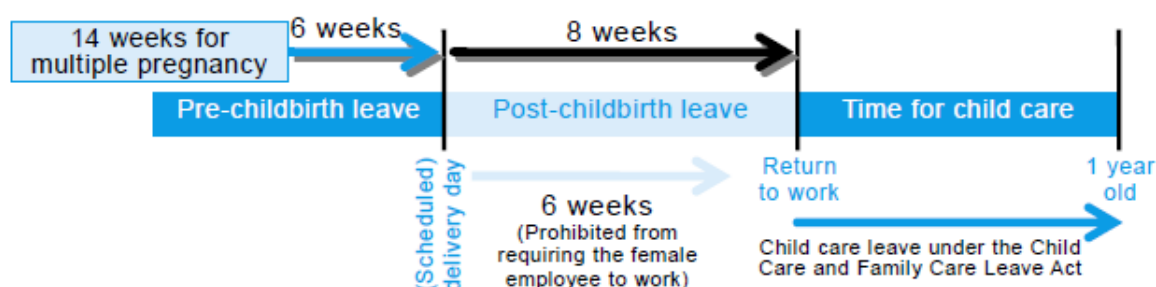 14 weeks for
multiple pregnancy
6 weeks
8 weeks
Pre-childbirth leave
Post-childbirth leave
Time for child care
(Scheduled)
delivery day
6 weeks
(Prohibited from
requiring the female
employee to work)
Return
to work
1 year
old
Child care leave under the Child
Care and Family Care Leave Act